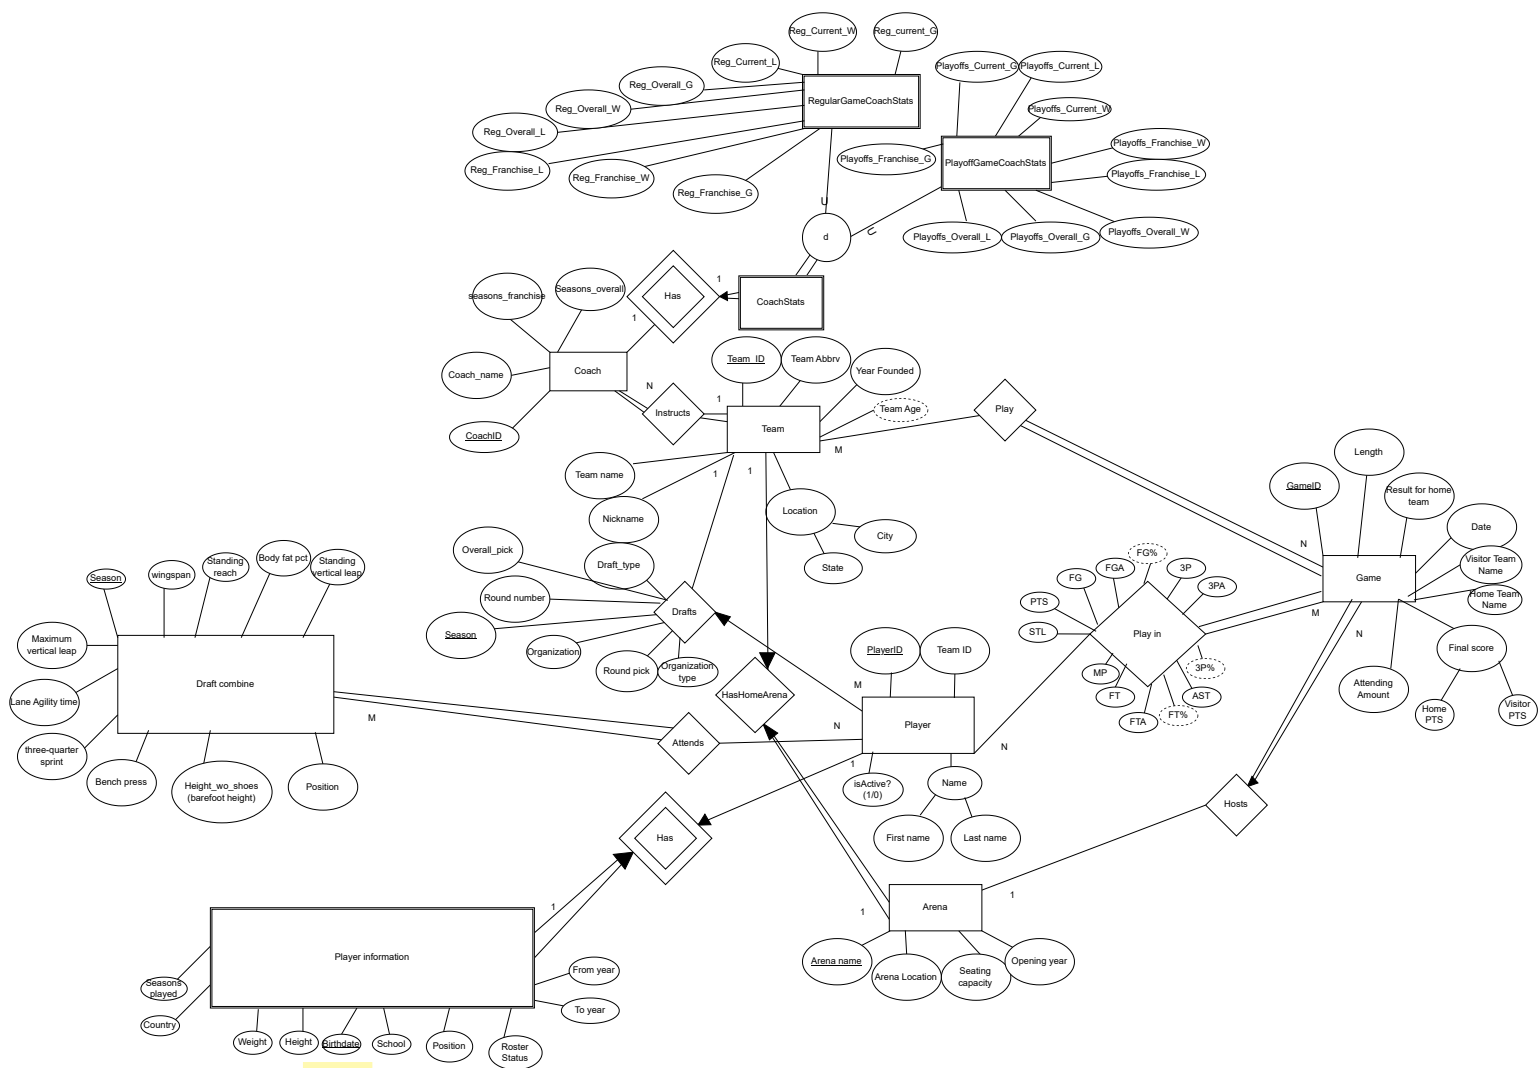 Reg_Current_W
Reg_current_G
Reg_Current_L
Reg_Overall_G
Reg_Overall_W
Reg_Overall_L
Reg_Franchise_L
Reg_Franchise_W
Reg_Franchise_G
RegularGameCoachStats
Playoffs_Current_G
Playoffs_Current_L
Playoffs_Current_W
Playoffs_Franchise_G
PlayoffGameCoachStats
Playoffs_Franchise_W
Playoffs_Franchise_L
Playoffs_Overall_L
Playoffs_Overall_G
Playoffs_Overall_W
U
U
d
seasons_franchise
Seasons_overall
Has
1
1
CoachStats
Coach_name
Coach
CoachID
N
Instructs
1
Team_ID
Team Abbrv
Year Founded
Team Age
Team
M
Play
N
Team name
Nickname
1
1
Location
City
State
GameID
Length
Result for home
team
Date
Visitor Team
Name
Home Team
Name
Game
M
N
Final score
Home
PTS
Visitor
PTS
Attending
Amount
Overall_pick
Draft_type
Round number
Season
Organization
Round pick
Organization
type
Drafts
HasHomeArena
PTS
FG
FGA
FG%
3P
3PA
STL
Play in
MP
FT
FTA
FT%
AST
3P%
Season
wingspan
Standing
reach
Body fat pct
Standing
vertical leap
Maximum
vertical leap
Lane Agility time
Draft combine
three-quarter
sprint
Bench press
Height_wo_shoes
(barefoot height)
Position
M
Attends
N
PlayerID
Team ID
M
Player
N
1
isActive?
(1/0)
Name
First name
Last name
Has
1
Hosts
1
1
Arena
Arena name
Arena Location
Seating
capacity
Opening year
Player information
Seasons
played
Country
Weight
Height
Birthdate
School
Position
Roster
Status
From year
To year